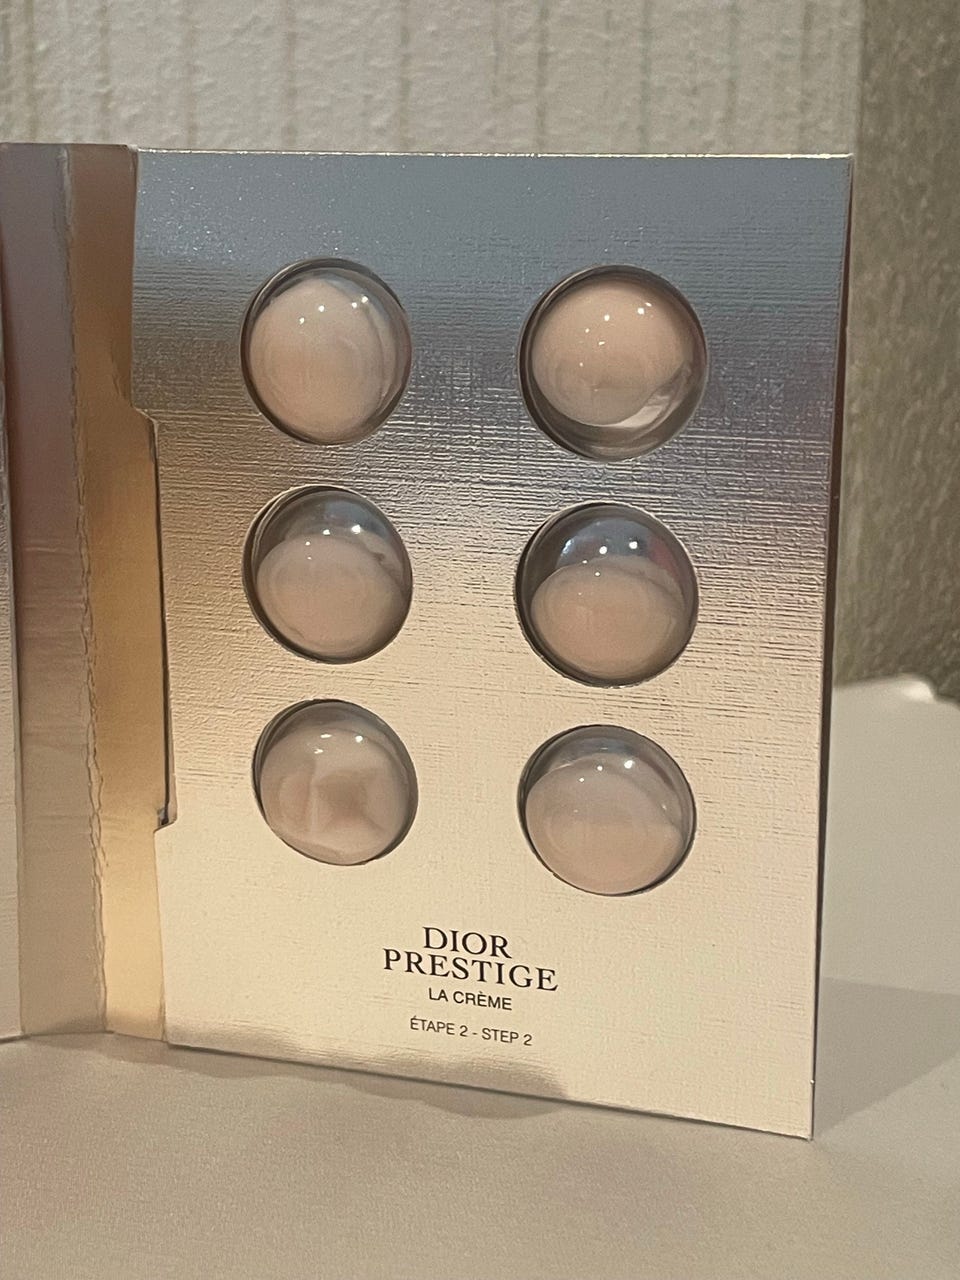 DIOR
PRESTIGE
LA CRÈME
ÉTAPE 2 - STEP 2